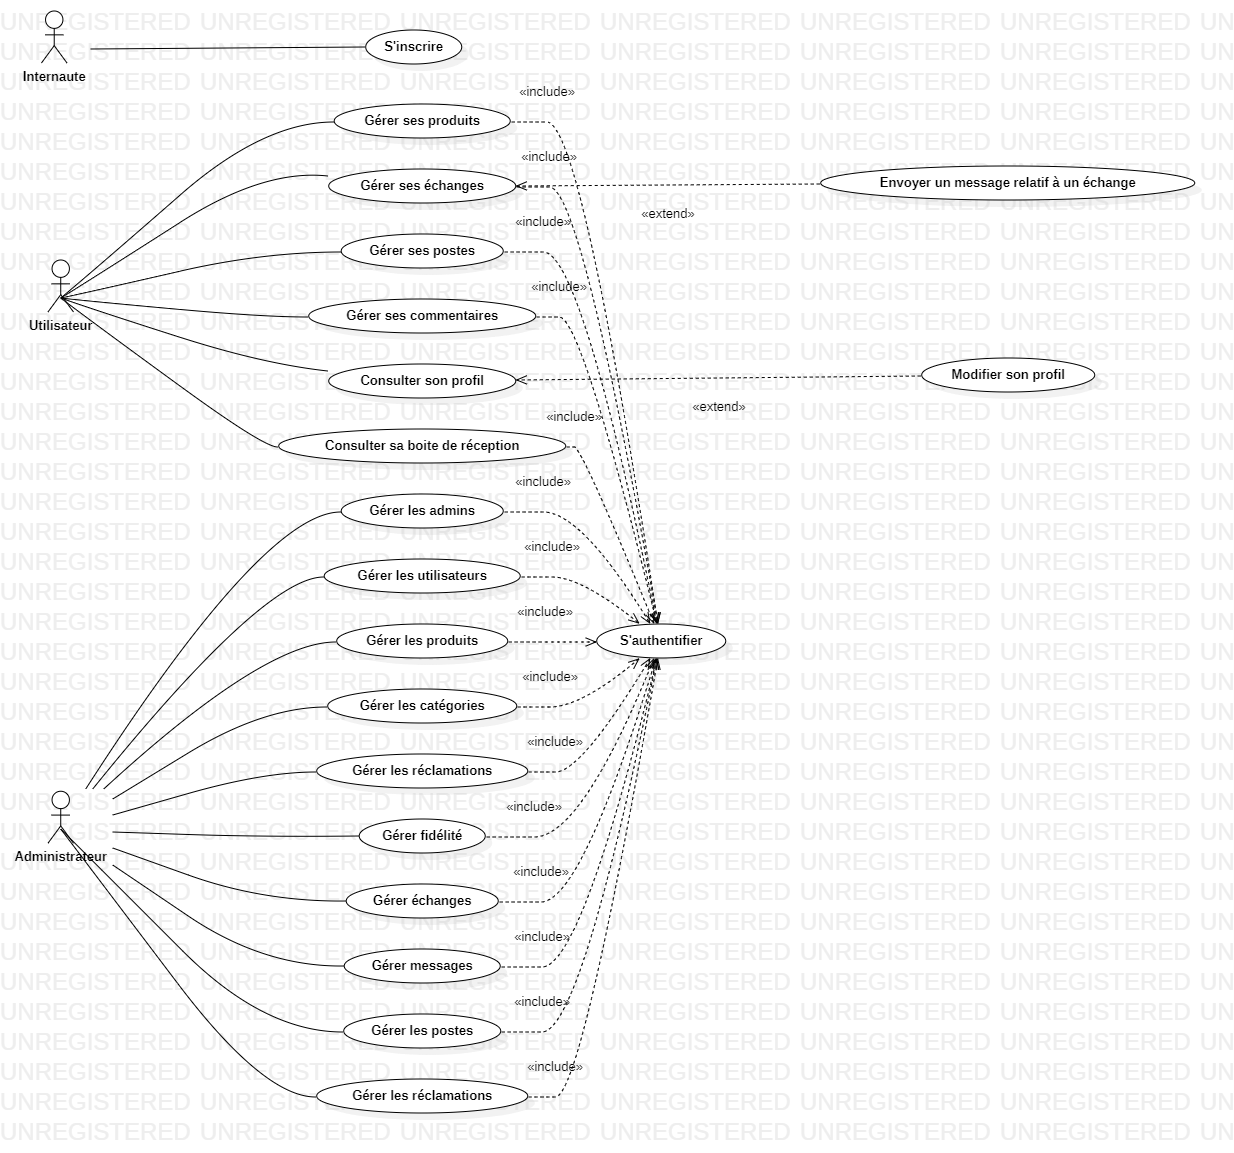 S'inscrire
Internaute
«include»
Gérer ses produits
«include»
Gérer ses échanges
Envoyer un message relatif à un échange
«extend»
«include»
Gérer ses postes
«include»
Gérer ses commentaires
Utilisateur
Consulter son profil
Modifier son profil
«extend»
«include»
Consulter sa boite de réception
«include»
Gérer les admins
«include»
Gérer les utilisateurs
«include»
Gérer les produits
S'authentifier
«include»
Gérer les catégories
«include»
Gérer les réclamations
«include»
Gérer fidélité
Administrateur
«include»
Gérer échanges
«include»
Gérer messages
«include»
Gérer les postes
«include»
Gérer les réclamations
UNREGISTERED